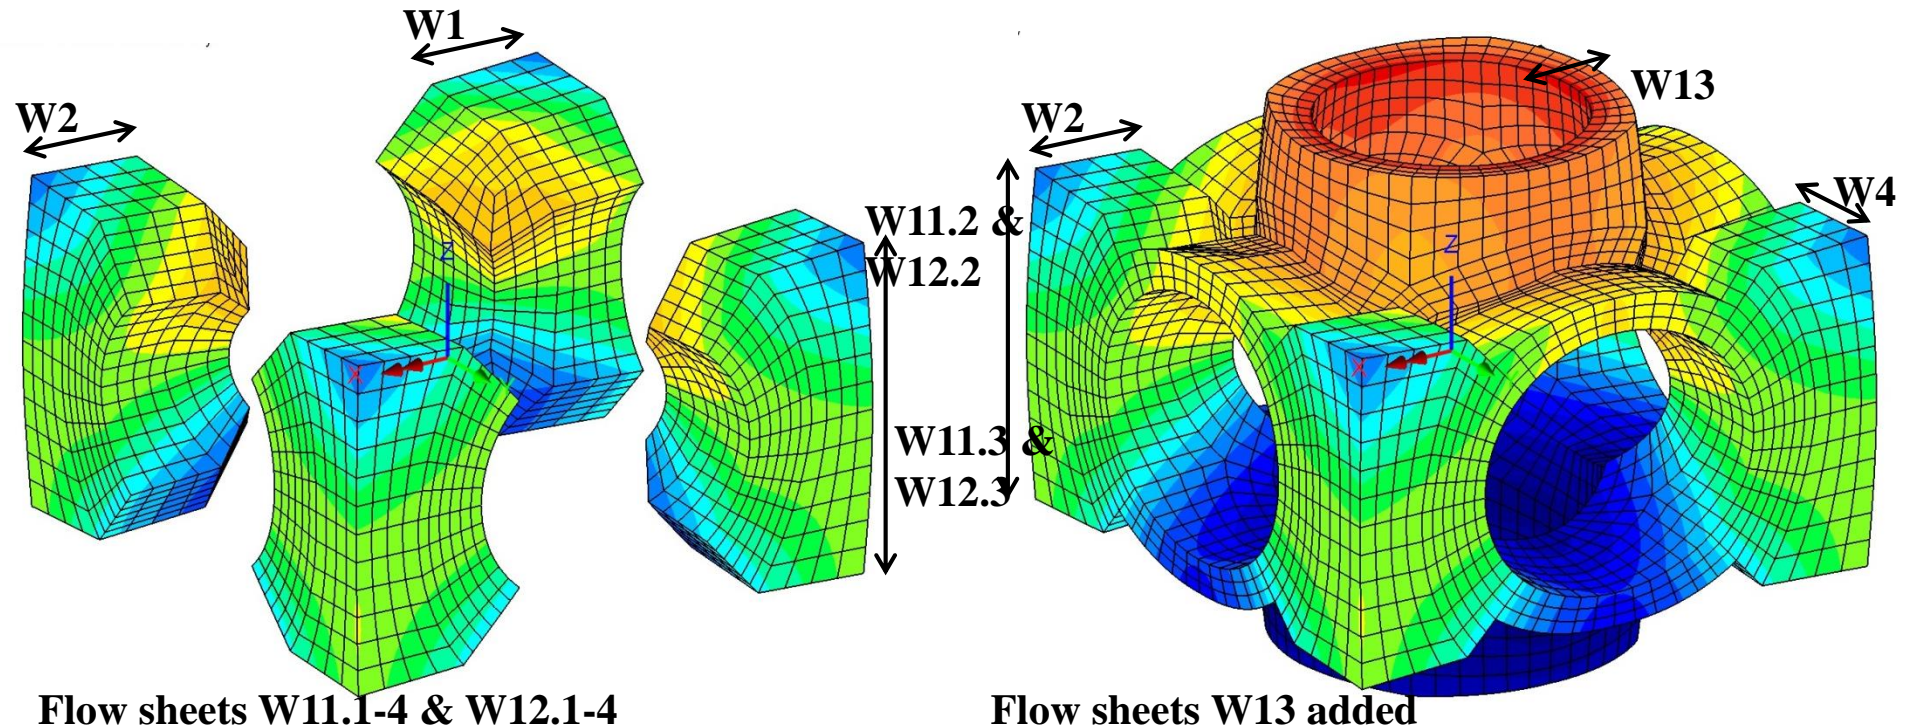 W1
W2
W11.2 &
W12.2
W11.3 &
W12.3
Z
X
Flow sheets W11.1-4 & W12.1-4
W13
W2
W4
Z
X
Flow sheets W13 added